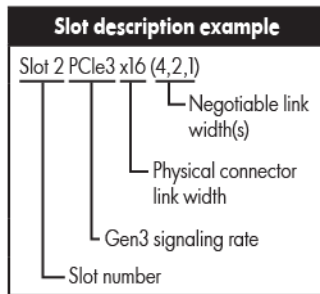 Slot description example
Slot 2 PCIe3 x16 (4,2,1)
Negotiable link
width(s)
Physical connector
link width
Gen3 signaling rate
Slot number